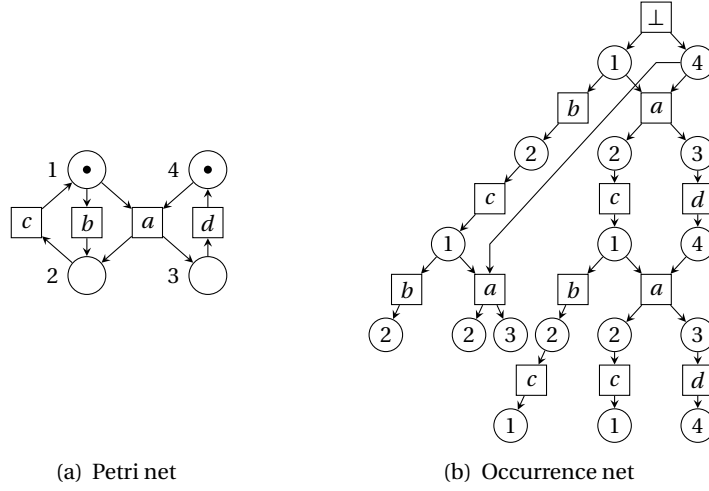 ⊥
1 4
b a
2 2 3
c c d
1 1 4
b a b a
2 2 3 2 2 3
c c d
1 1 4
1 4
c b a d
2 3
(a) Petri net
(b) Occurrence net